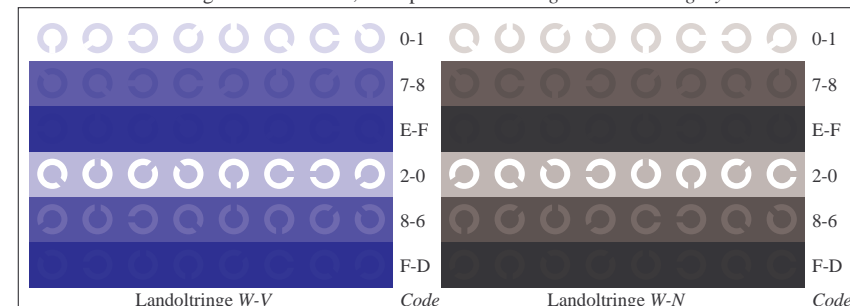 0-1 0-1
7-8 7-8
E-F E-F
2-0 2-0
8-6 8-6
F-D F-D
Landoltringe W-V Code Landoltringe W-N Code